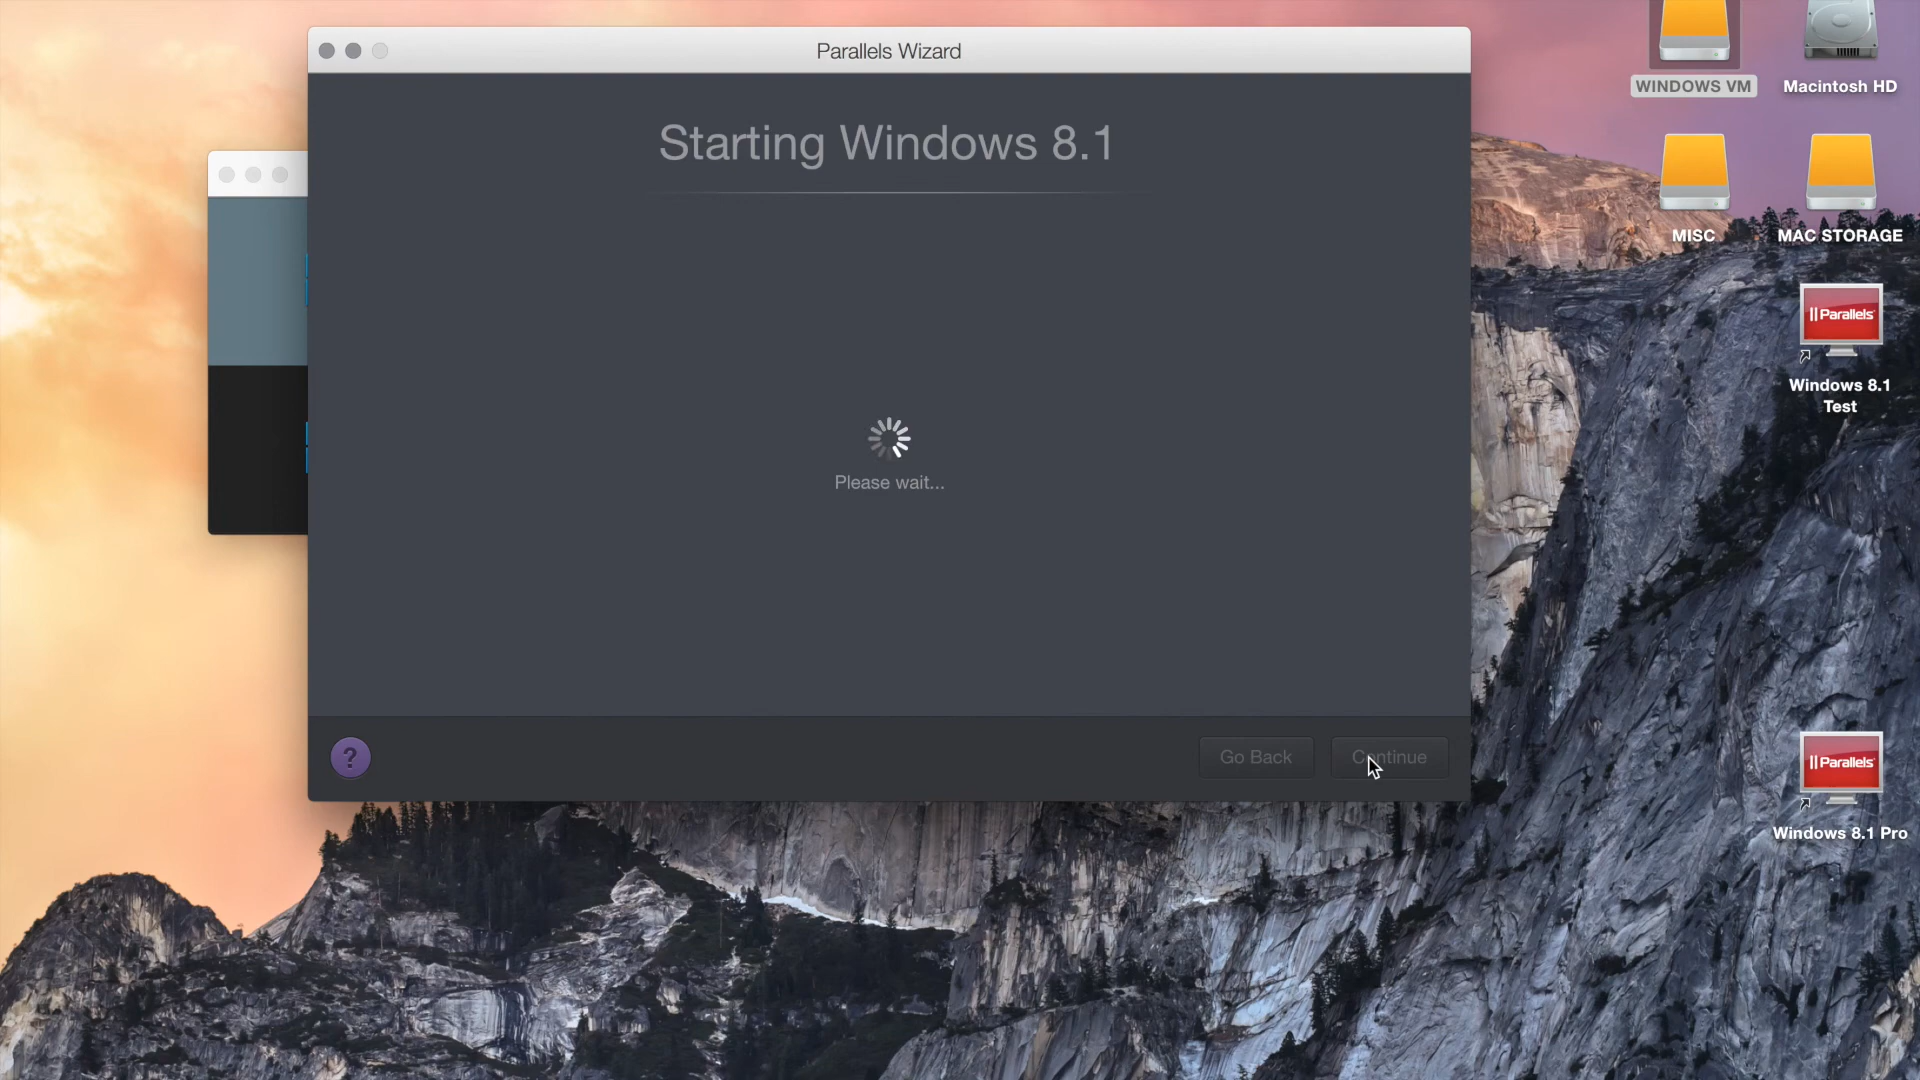 Parallels Wizard
Starting Windows 8.1
Please wait...
?
Go Back
Continue
WINDOWS VM
Macintosh HD
MISC
MAC STORAGE
|| Parallels
Windows 8.1
Test
|| Parallels
Windows 8.1 Pro